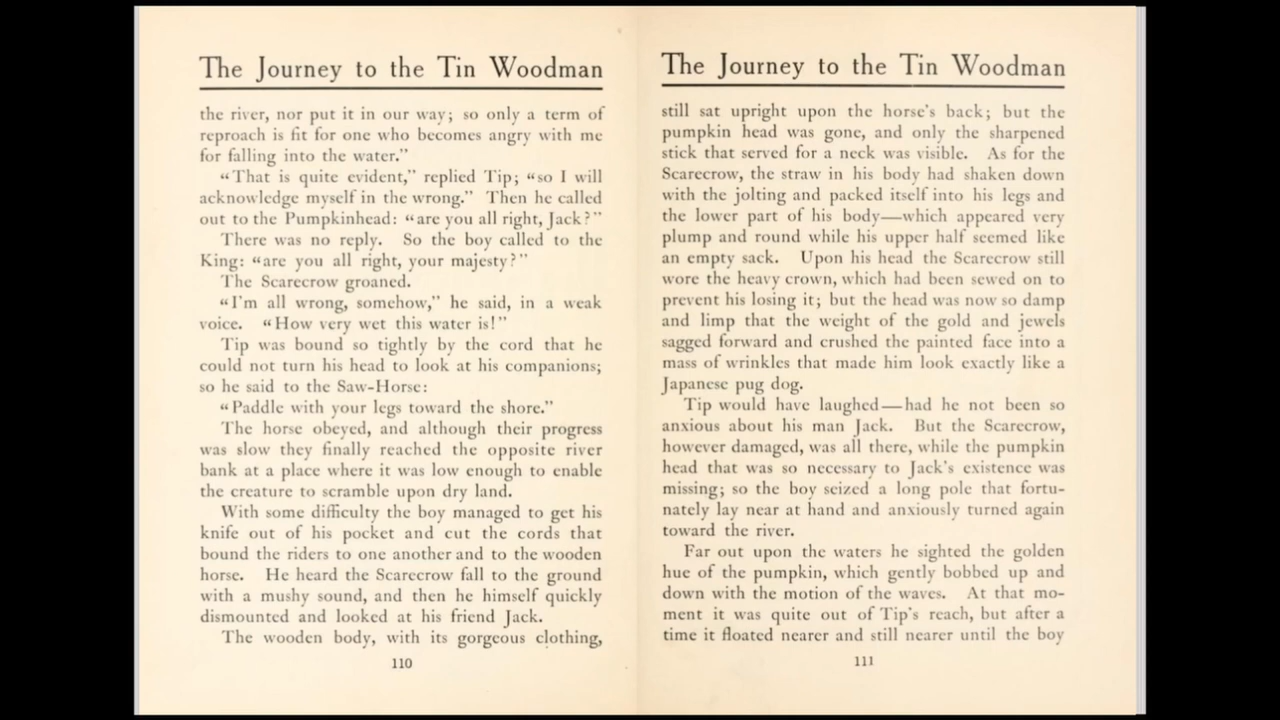 The Journey to the Tin Woodman
the river, nor put it in our way; so only a term of
reproach is fit for one who becomes angry with me
for falling into the water.”
“That is quite evident,” replied Tip; “so I will
acknowledge myself in the wrong.” Then he called
out to the Pumpkinhead: “are you all right, Jack?”
There was no reply. So the boy called to the
King: “are you all right, your majesty?”
The Scarecrow groaned.
“I'm all wrong, somehow,” he said, in a weak
voice. “How very wet this water is!”
Tip was bound so tightly by the cord that he
could not turn his head to look at his companions;
so he said to the Saw-Horse:
“Paddle with your legs toward the shore.”
The horse obeyed, and although their progress
was slow they finally reached the opposite river
bank at a place where it was low enough to enable
the creature to scramble upon dry land.
With some difficulty the boy managed to get his
knife out of his pocket and cut the cords that
bound the riders to one another and to the wooden
horse. He heard the Scarecrow fall to the ground
with a mushy sound, and then he himself quickly
dismounted and looked at his friend Jack.
The wooden body, with its gorgeous clothing,
110
The Journey to the Tin Woodman
still sat upright upon the horse's back; but the
pumpkin head was gone, and only the sharpened
stick that served for a neck was visible. As for the
Scarecrow, the straw in his body had shaken down
with the jolting and packed itself into his legs and
the lower part of his body—which appeared very
plump and round while his upper half seemed like
an empty sack. Upon his head the Scarecrow still
wore the heavy crown, which had been sewed on to
prevent his losing it; but the head was now so damp
and limp that the weight of the gold and jewels
sagged forward and crushed the painted face into a
mass of wrinkles that made him look exactly like a
Japanese pug dog.
Tip would have laughed—had he not been so
anxious about his man Jack. But the Scarecrow,
however damaged, was all there, while the pumpkin
head that was so necessary to Jack's existence was
missing; so the boy seized a long pole that fortu-
nately lay near at hand and anxiously turned again
toward the river.
Far out upon the waters he sighted the golden
hue of the pumpkin, which gently bobbed up and
down with the motion of the waves. At that mo-
ment it was quite out of Tip's reach, but after a
time it floated nearer and still nearer until the boy
111